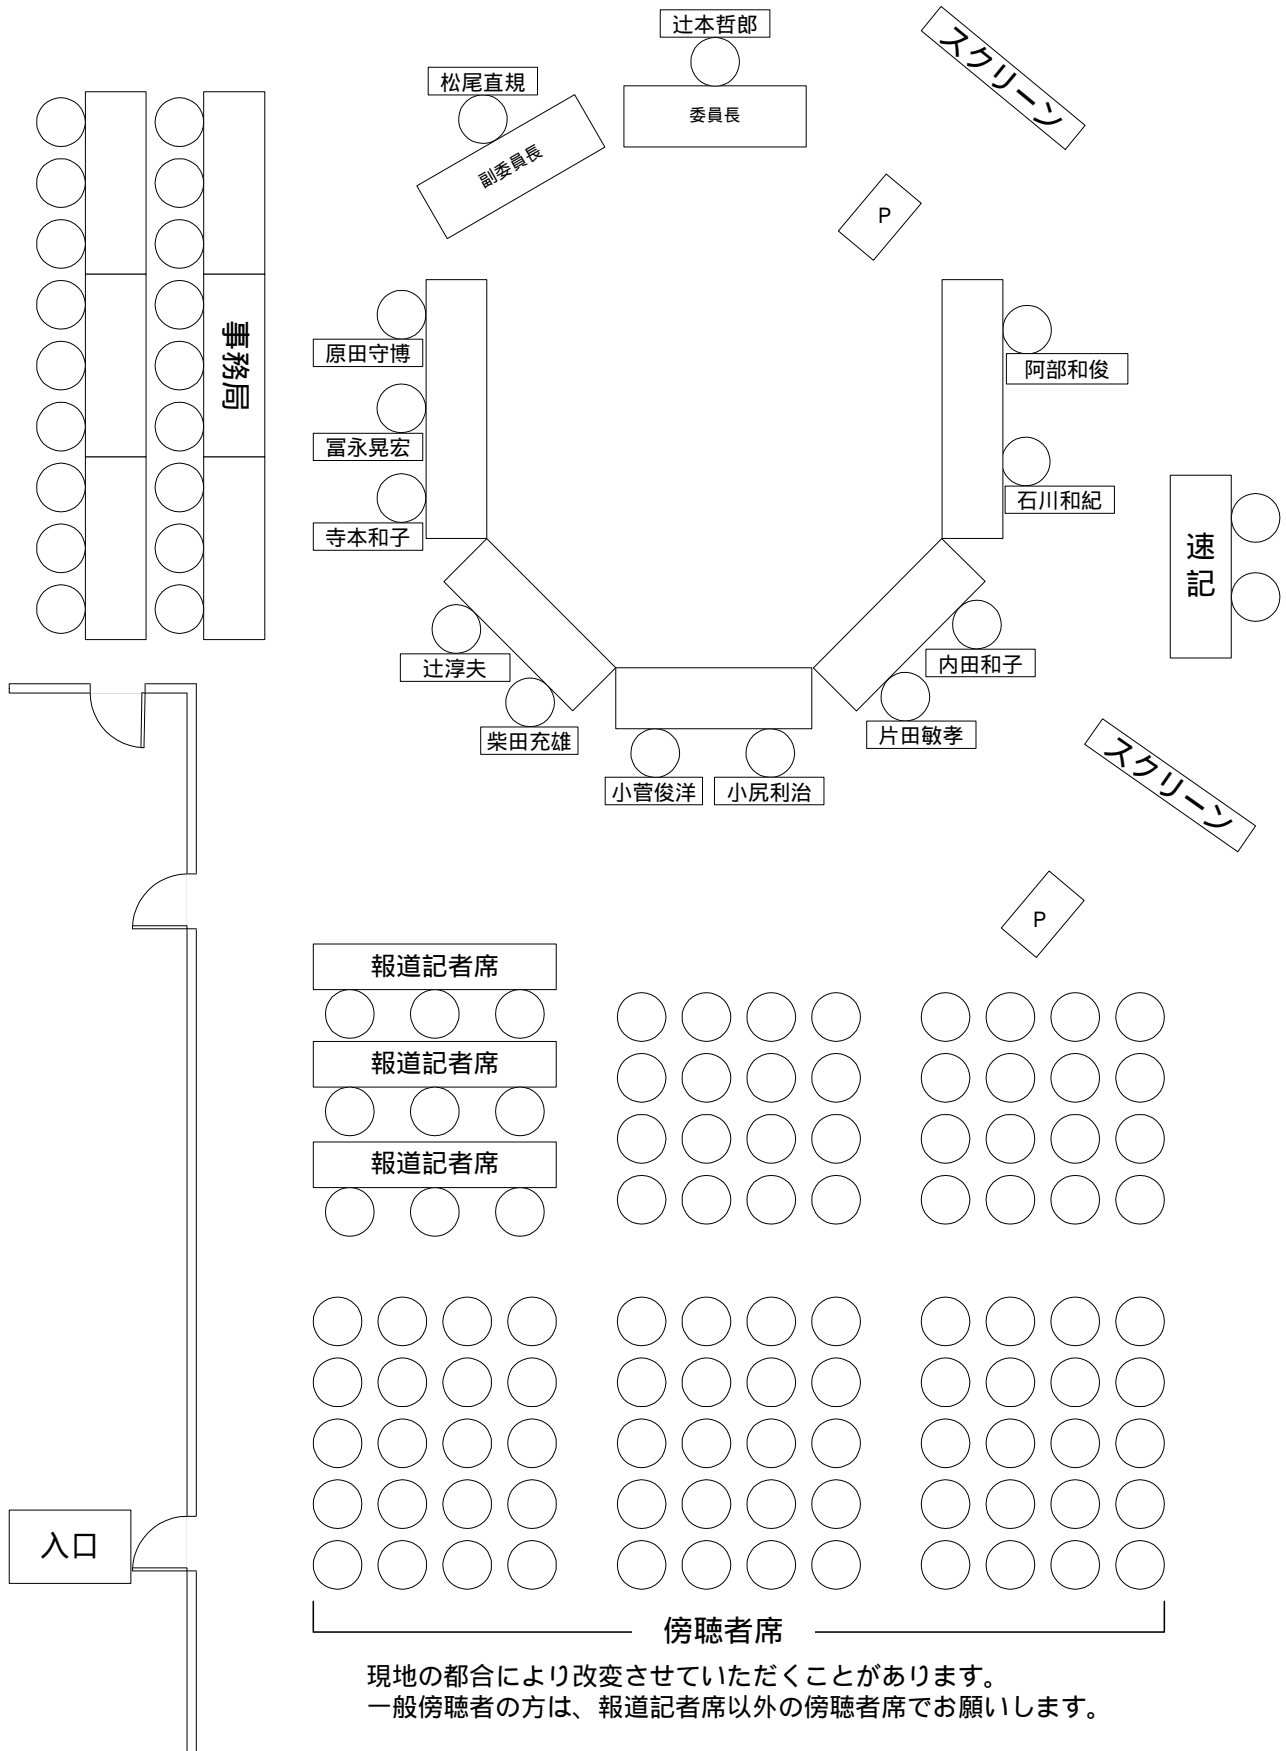 辻本哲郎
委員長
スクリーン
松尾直規
副委員長
P
事務局
原田守博
冨永晃宏
寺本和子
阿部和俊
石川和紀
速記
辻淳夫
柴田充雄
小菅俊洋
小尻利治
片田敏孝
内田和子
スクリーン
P
報道記者席
報道記者席
報道記者席
入口
傍聴者席
現地の都合により改変させていただくことがあります。
一般傍聴者の方は、報道記者席以外の傍聴者席でお願いします。